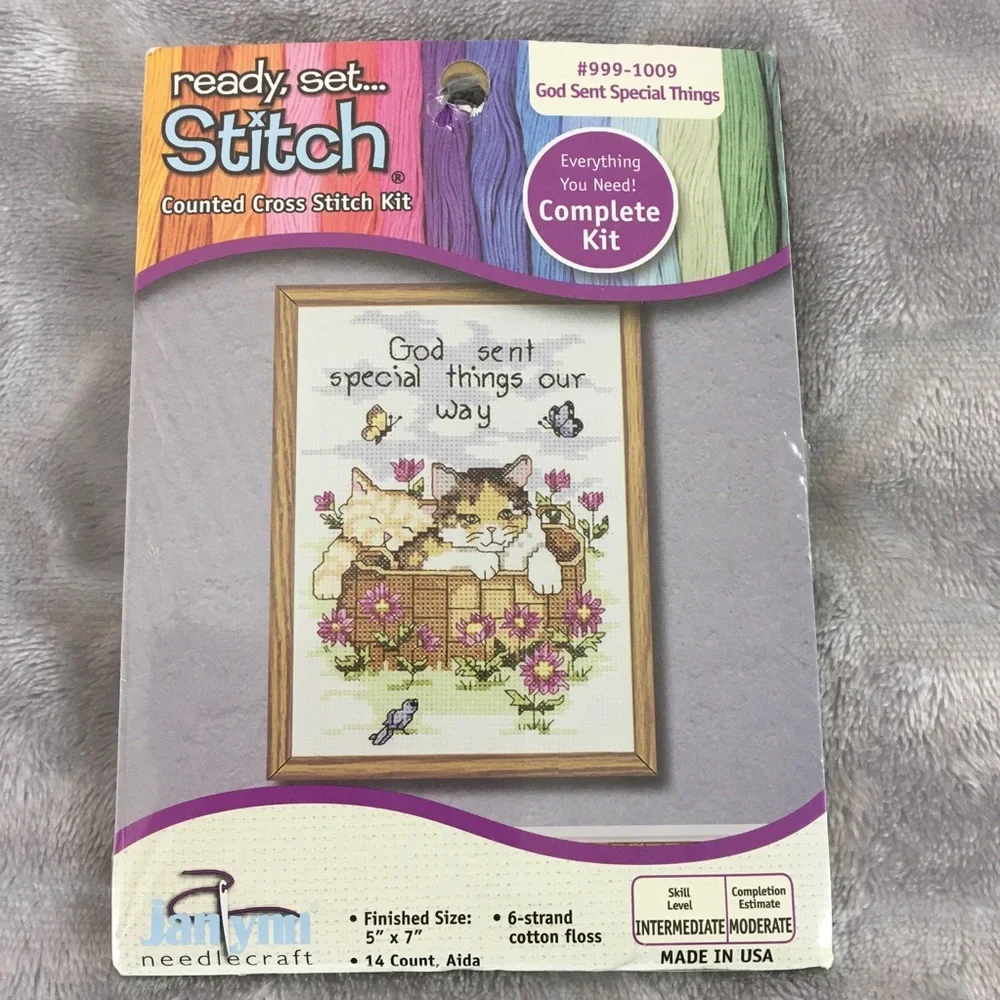 ready, set...
Stitch®
Counted Cross Stitch Kit
#999-1009
God Sent Special Things
Everything
You Need!
Complete
Kit
God sent
special things our
way
Janlynn
needlecraft
• Finished Size:
5" x 7"
• 14 Count, Aida
• 6-strand
cotton floss
Skill
Level
INTERMEDIATE
Completion
Estimate
MODERATE
MADE IN USA